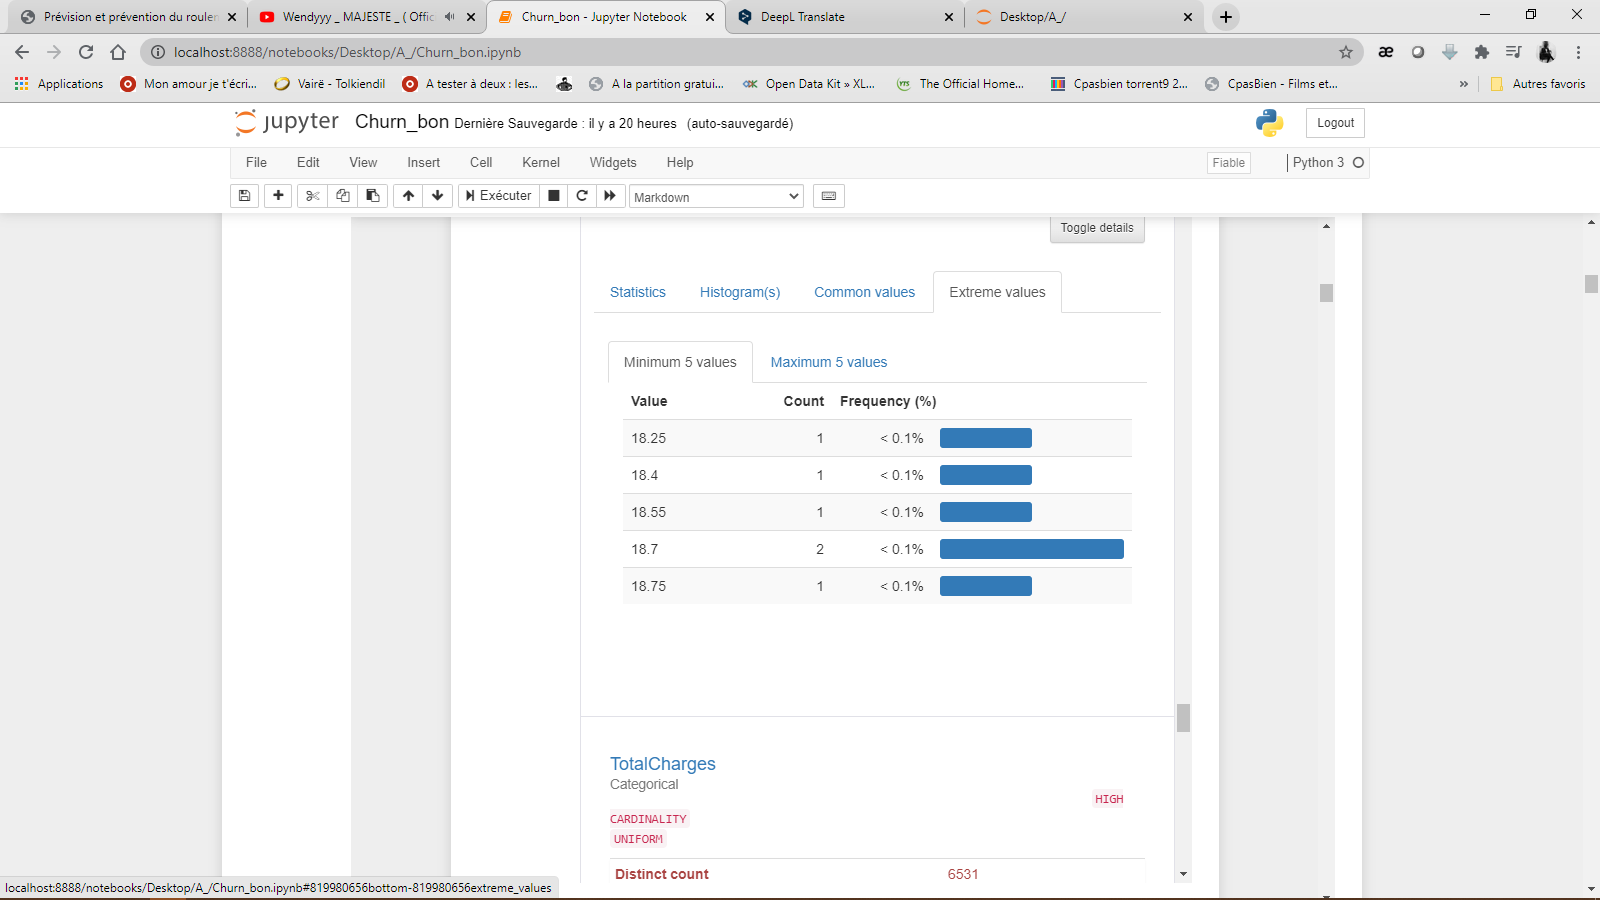 Prévision et prévention du rouler
Wendyyy _ MAJESTE _ ( Offic
Churn_bon - Jupyter Notebook
DeepL Translate
Desktop/A_/
localhost:8888/notebooks/Desktop/A_/Churn_bon.ipynb
Applications
Mon amour je t'écri...
Vairë - Tolkiendil
A tester à deux : les...
A la partition gratui...
Open Data Kit » XL...
The Official Home...
Cpasbien torrent9 2...
CpasBien - Films et...
»
Autres favoris
jupyter Churn_bon Dernière Sauvegarde : il y a 20 heures (auto-sauvegardé)
Logout
File Edit View Insert Cell Kernel Widgets Help
Fiable
Python 3
Exécuter
Markdown
Toggle details
Statistics Histogram(s) Common values Extreme values
Minimum 5 values Maximum 5 values
Value Count Frequency (%)
18.25 1 < 0.1%
18.4 1 < 0.1%
18.55 1 < 0.1%
18.7 2 < 0.1%
18.75 1 < 0.1%
TotalCharges
Categorical
HIGH
CARDINALITY
UNIFORM
Distinct count 6531
localhost:8888/notebooks/Desktop/A_/Churn_bon.ipynb#819980656bottom-819980656extreme_values